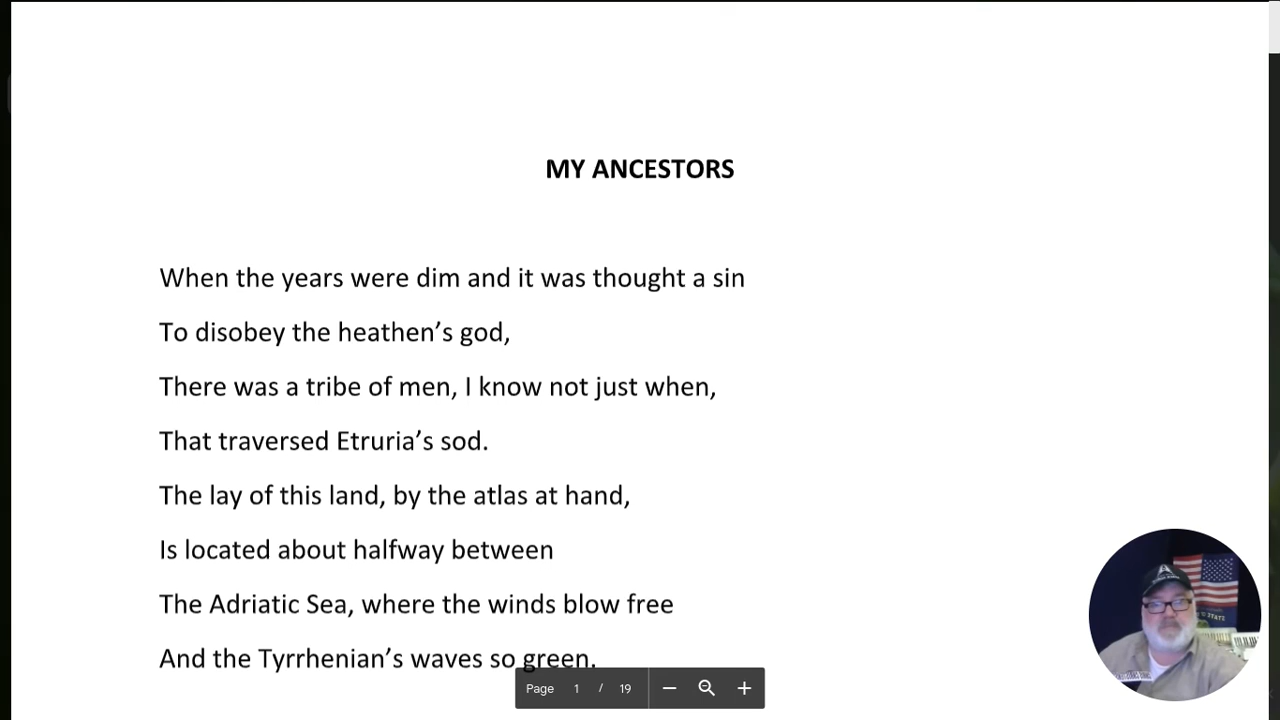 MY ANCESTORS
When the years were dim and it was thought a sin
To disobey the heathen’s god,
There was a tribe of men, I know not just when,
That traversed Etruria’s sod.
The lay of this land, by the atlas at hand,
Is located about halfway between
The Adriatic Sea, where the winds blow free
And the Tyrrhenian’s waves so green.
Page 1 / 19